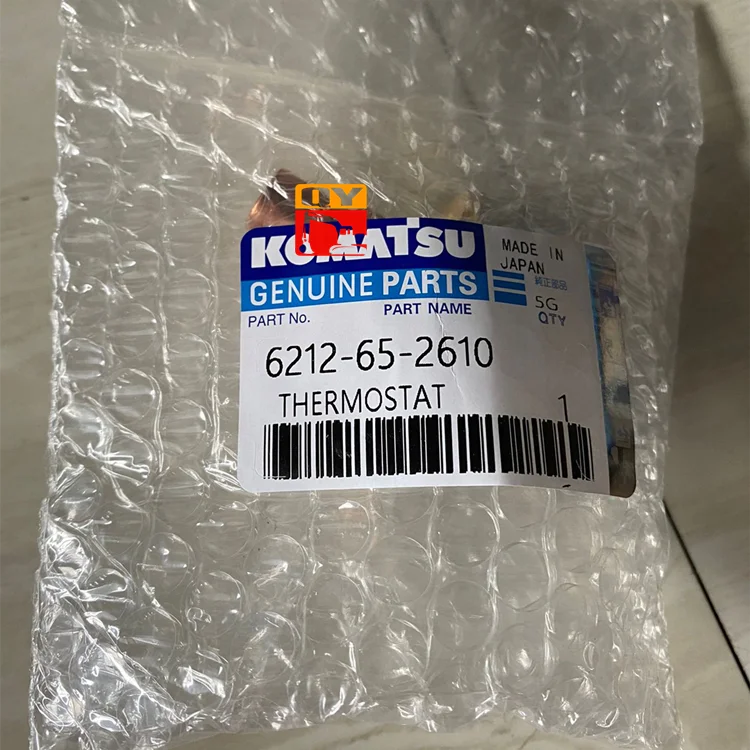 QY
KOMATSU
MADE IN
JAPAN
GENUINE PARTS
純正部品
PART No.
PART NAME
5G
QTY
6212-65-2610
THERMOSTAT
1